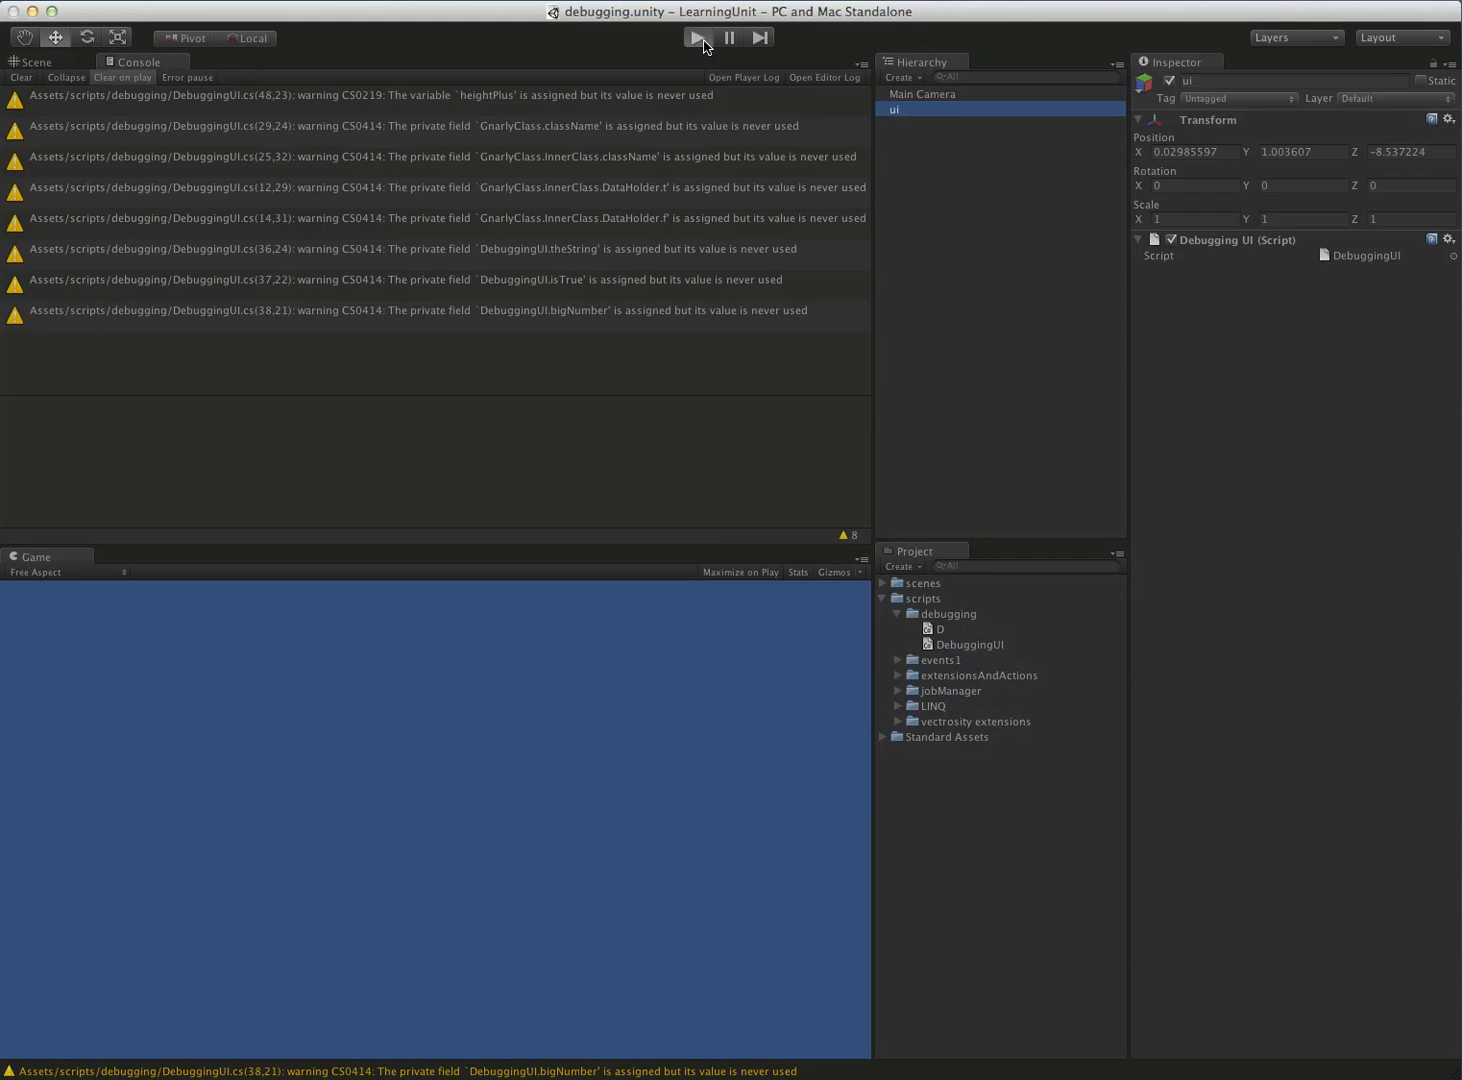 debugging.unity – LearningUnit – PC and Mac Standalone
Pivot Local Layers Layout
Scene Console
Clear Collapse Clear on play Error pause Open Player Log Open Editor Log
Assets/scripts/debugging/DebuggingUI.cs(48,23): warning CS0219: The variable `heightPlus' is assigned but its value is never used
Assets/scripts/debugging/DebuggingUI.cs(29,24): warning CS0414: The private field `GnarlyClass.className' is assigned but its value is never used
Assets/scripts/debugging/DebuggingUI.cs(25,32): warning CS0414: The private field `GnarlyClass.InnerClass.className' is assigned but its value is never used
Assets/scripts/debugging/DebuggingUI.cs(12,29): warning CS0414: The private field `GnarlyClass.InnerClass.DataHolder.t' is assigned but its value is never used
Assets/scripts/debugging/DebuggingUI.cs(14,31): warning CS0414: The private field `GnarlyClass.InnerClass.DataHolder.f' is assigned but its value is never used
Assets/scripts/debugging/DebuggingUI.cs(36,24): warning CS0414: The private field `DebuggingUI.theString' is assigned but its value is never used
Assets/scripts/debugging/DebuggingUI.cs(37,22): warning CS0414: The private field `DebuggingUI.isTrue' is assigned but its value is never used
Assets/scripts/debugging/DebuggingUI.cs(38,21): warning CS0414: The private field `DebuggingUI.bigNumber' is assigned but its value is never used
8
Game
Free Aspect Maximize on Play Stats Gizmos
Hierarchy
Create All
Main Camera
ui
Project
Create All
scenes
scripts
debugging
D
DebuggingUI
events1
extensionsAndActions
jobManager
LINQ
vectrosity extensions
Standard Assets
Inspector
ui Static
Tag Untagged Layer Default
Transform
Position
X 0.02985597 Y 1.003607 Z -8.537224
Rotation
X 0 Y 0 Z 0
Scale
X 1 Y 1 Z 1
Debugging UI (Script)
Script DebuggingUI
Assets/scripts/debugging/DebuggingUI.cs(38,21): warning CS0414: The private field `DebuggingUI.bigNumber' is assigned but its value is never used